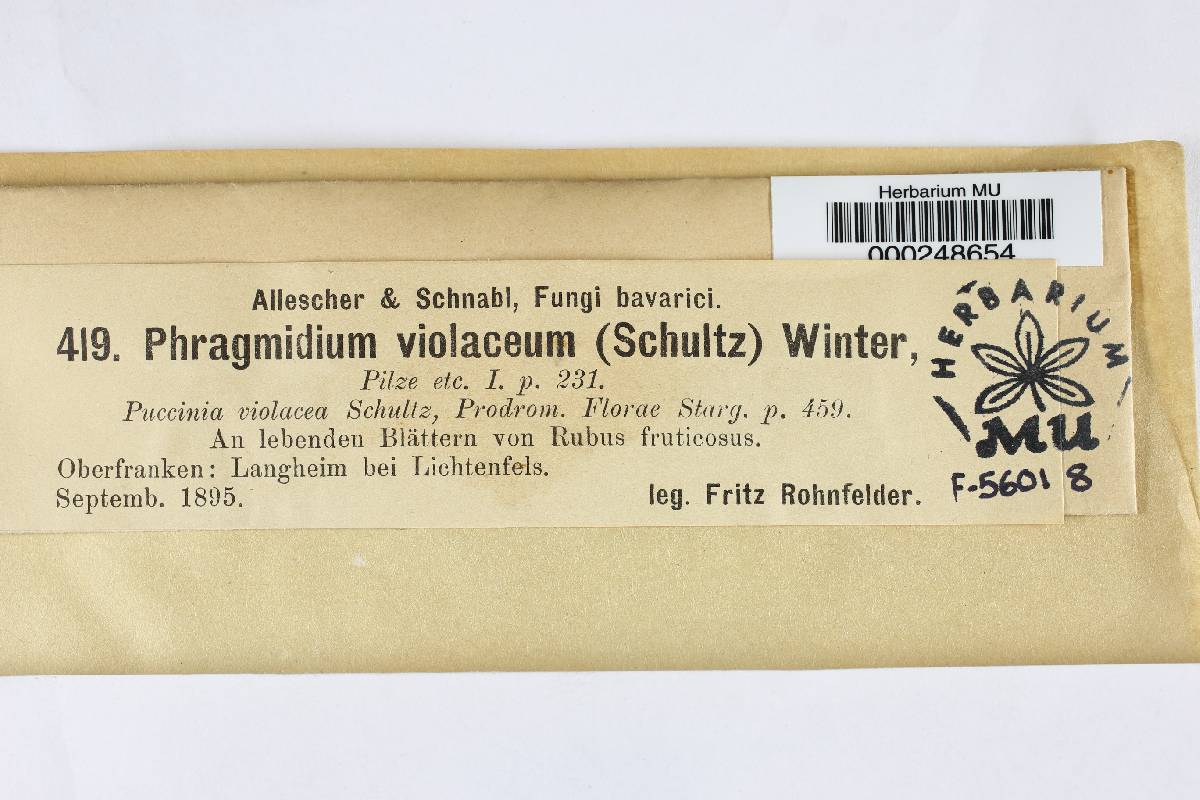 Herbarium MU
000248654
Allescher & Schnabl, Fungi bavarici.
419. Phragmidium violaceum (Schultz) Winter,
Pilze etc. I. p. 231.
Puccinia violacea Schultz, Prodrom. Florae Starg. p. 459.
An lebenden Blättern von Rubus fruticosus.
Oberfranken: Langheim bei Lichtenfels.
Septemb. 1895.
leg. Fritz Rohnfelder.
HERBARIUM
MU
F-56018